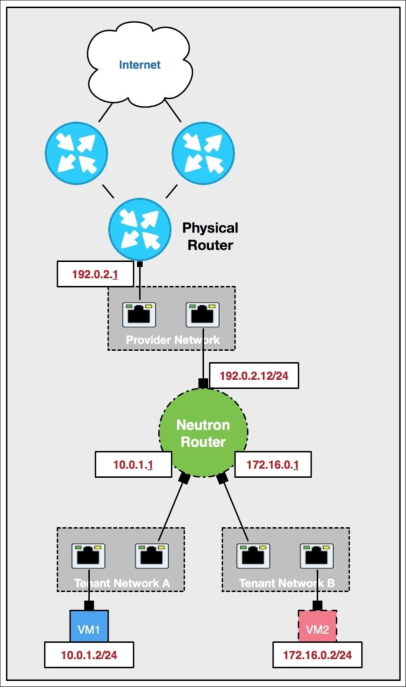 Internet
Physical
Router
192.0.2.1
Provider Network
192.0.2.12/24
Neutron
Router
10.0.1.1
172.16.0.1
Tenant Network A
Tenant Network B
VM1
VM2
10.0.1.2/24
172.16.0.2/24